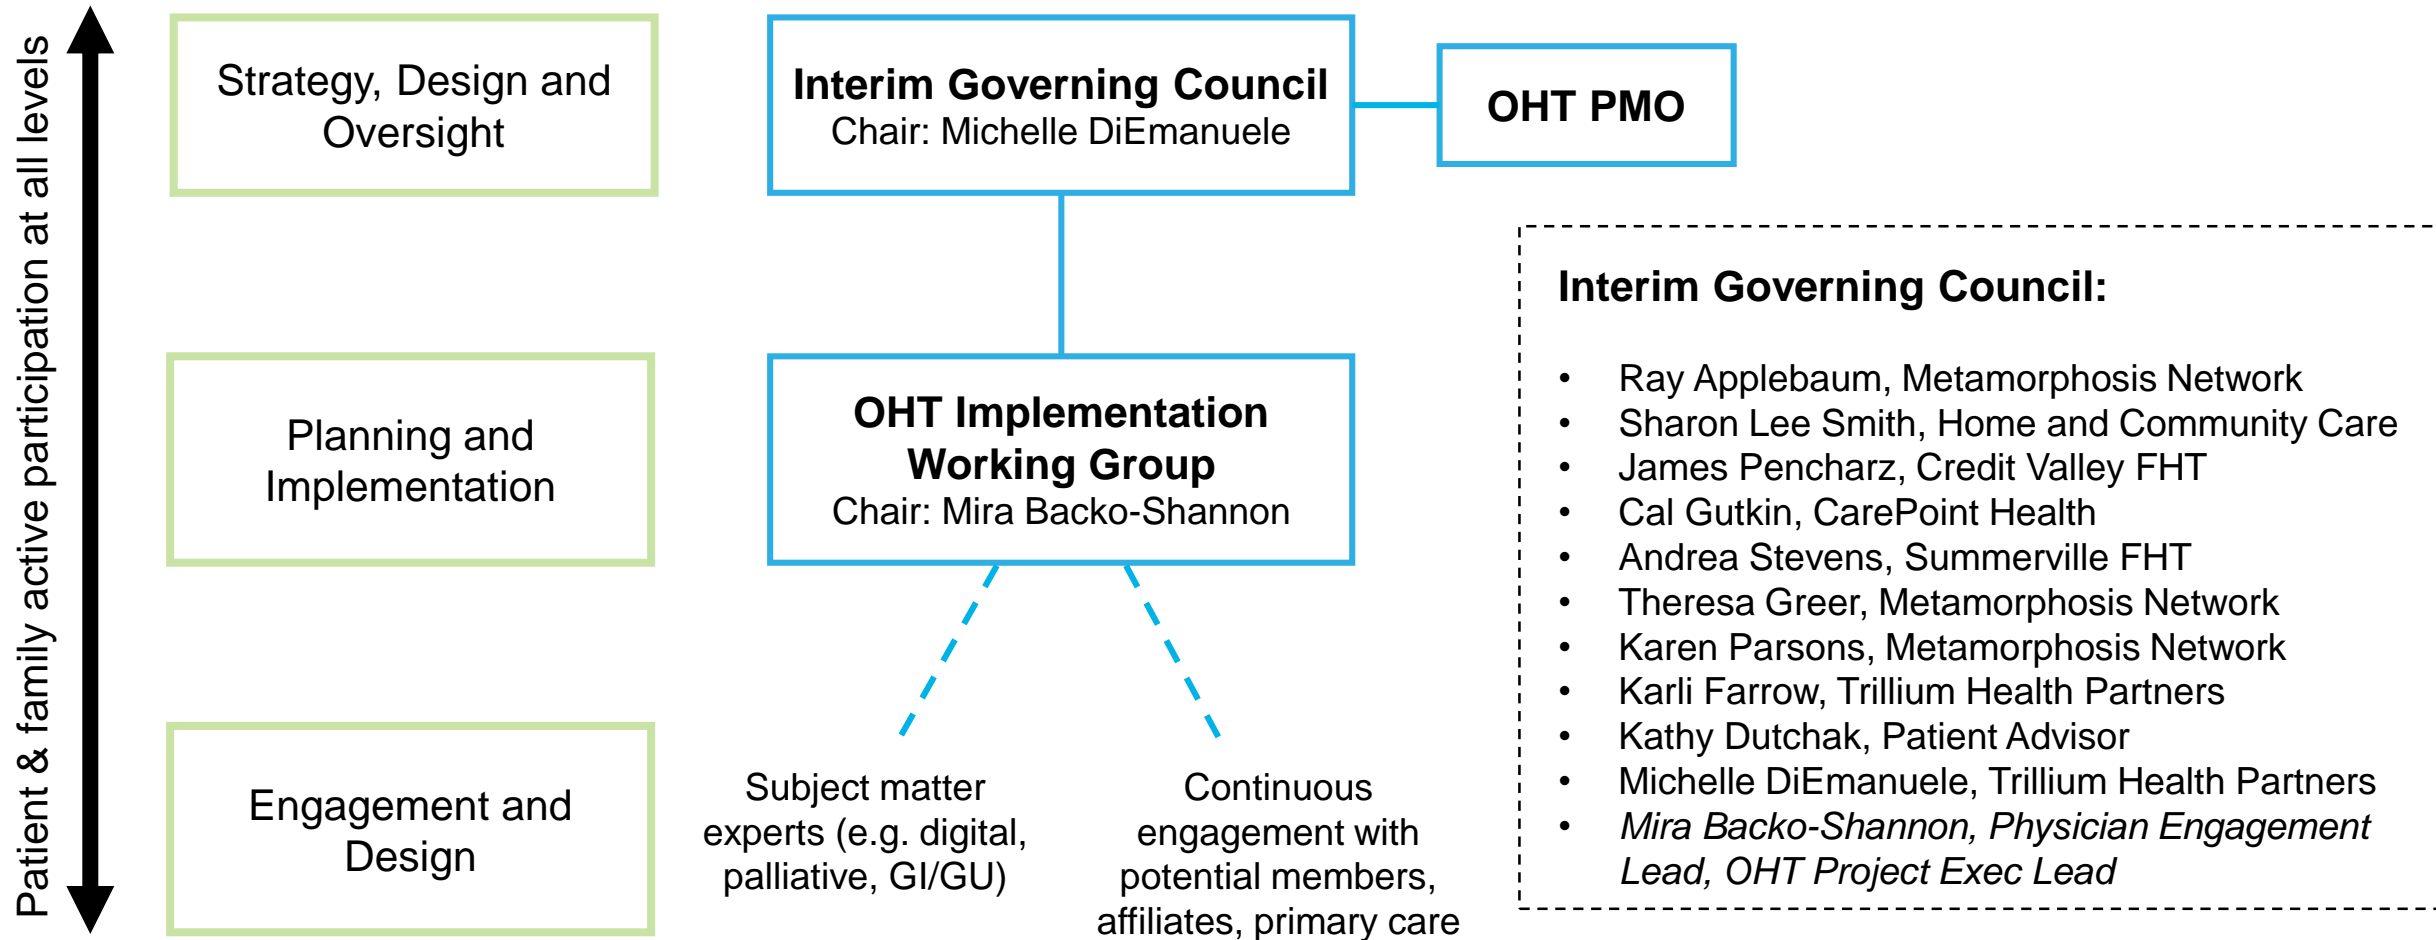 Patient & family active participation at all levels
Strategy, Design and
Oversight
Interim Governing Council
Chair: Michelle DiEmanuele
OHT PMO
Planning and
Implementation
OHT Implementation
Working Group
Chair: Mira Backo-Shannon
Engagement and
Design
Subject matter
experts (e.g. digital,
palliative, GI/GU)
Continuous
engagement with
potential members,
affiliates, primary care
Interim Governing Council:
• Ray Applebaum, Metamorphosis Network
• Sharon Lee Smith, Home and Community Care
• James Pencharz, Credit Valley FHT
• Cal Gutkin, CarePoint Health
• Andrea Stevens, Summerville FHT
• Theresa Greer, Metamorphosis Network
• Karen Parsons, Metamorphosis Network
• Karli Farrow, Trillium Health Partners
• Kathy Dutchak, Patient Advisor
• Michelle DiEmanuele, Trillium Health Partners
• Mira Backo-Shannon, Physician Engagement
Lead, OHT Project Exec Lead